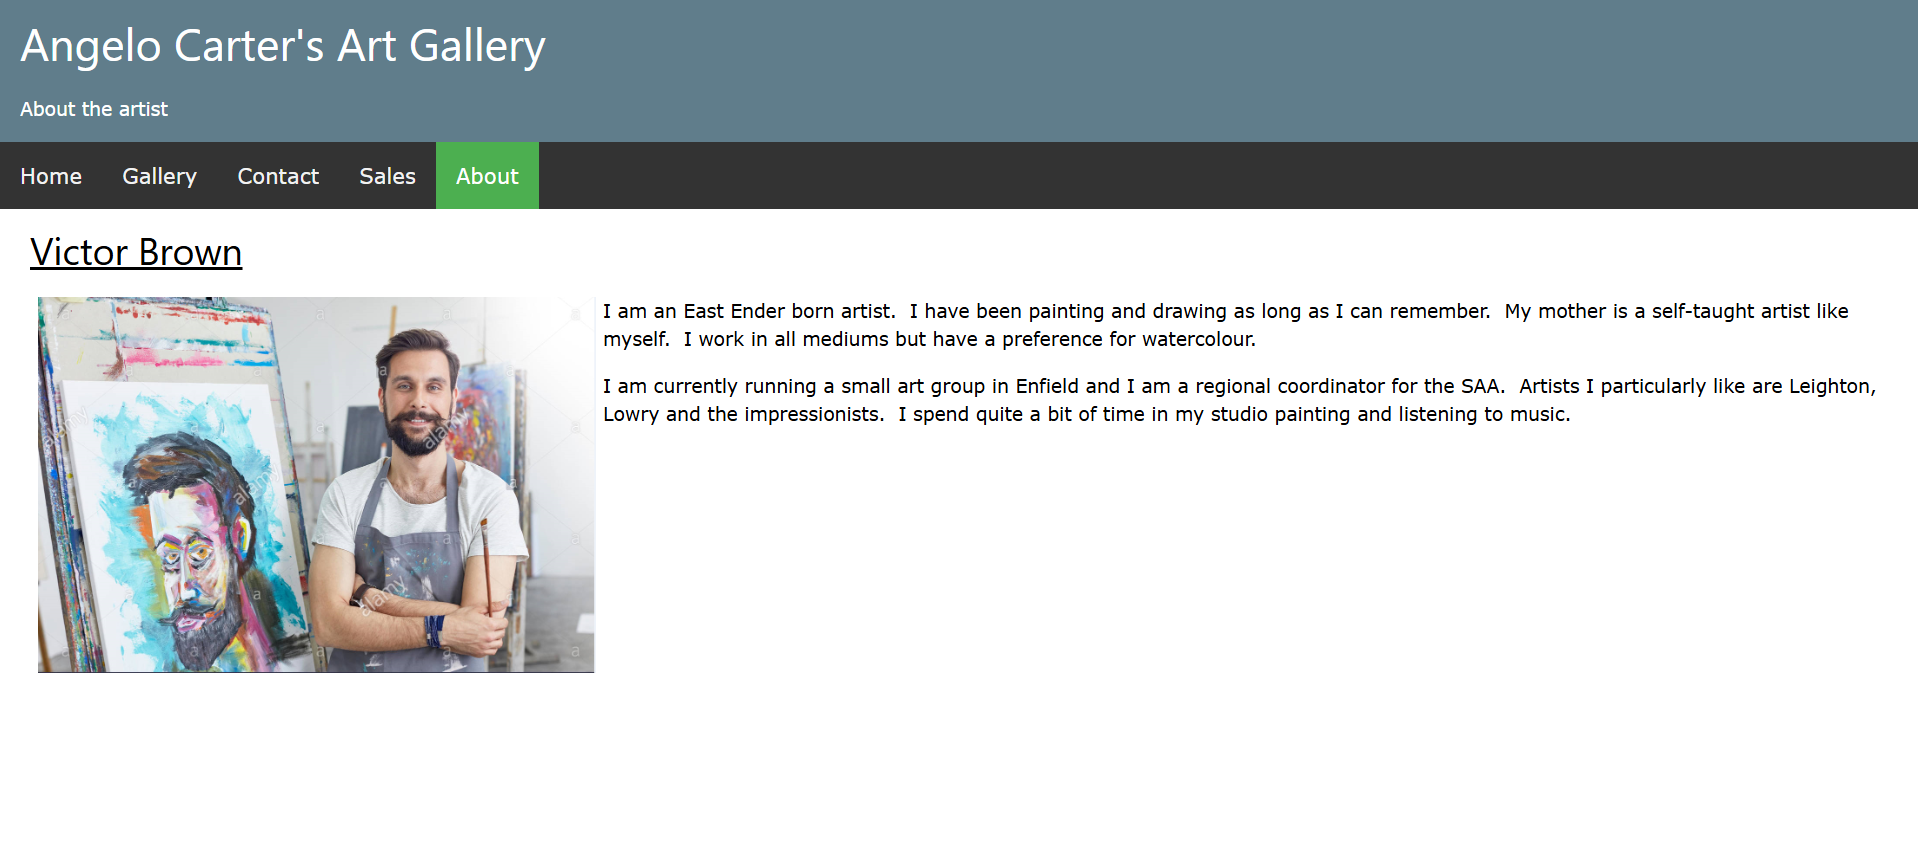 Angelo Carter's Art Gallery
About the artist
Home Gallery Contact Sales About
Victor Brown
I am an East Ender born artist.  I have been painting and drawing as long as I can remember.  My mother is a self-taught artist like
myself.  I work in all mediums but have a preference for watercolour.
I am currently running a small art group in Enfield and I am a regional coordinator for the SAA.  Artists I particularly like are Leighton,
Lowry and the impressionists.  I spend quite a bit of time in my studio painting and listening to music.
alamy
alamy
alamy
alamy